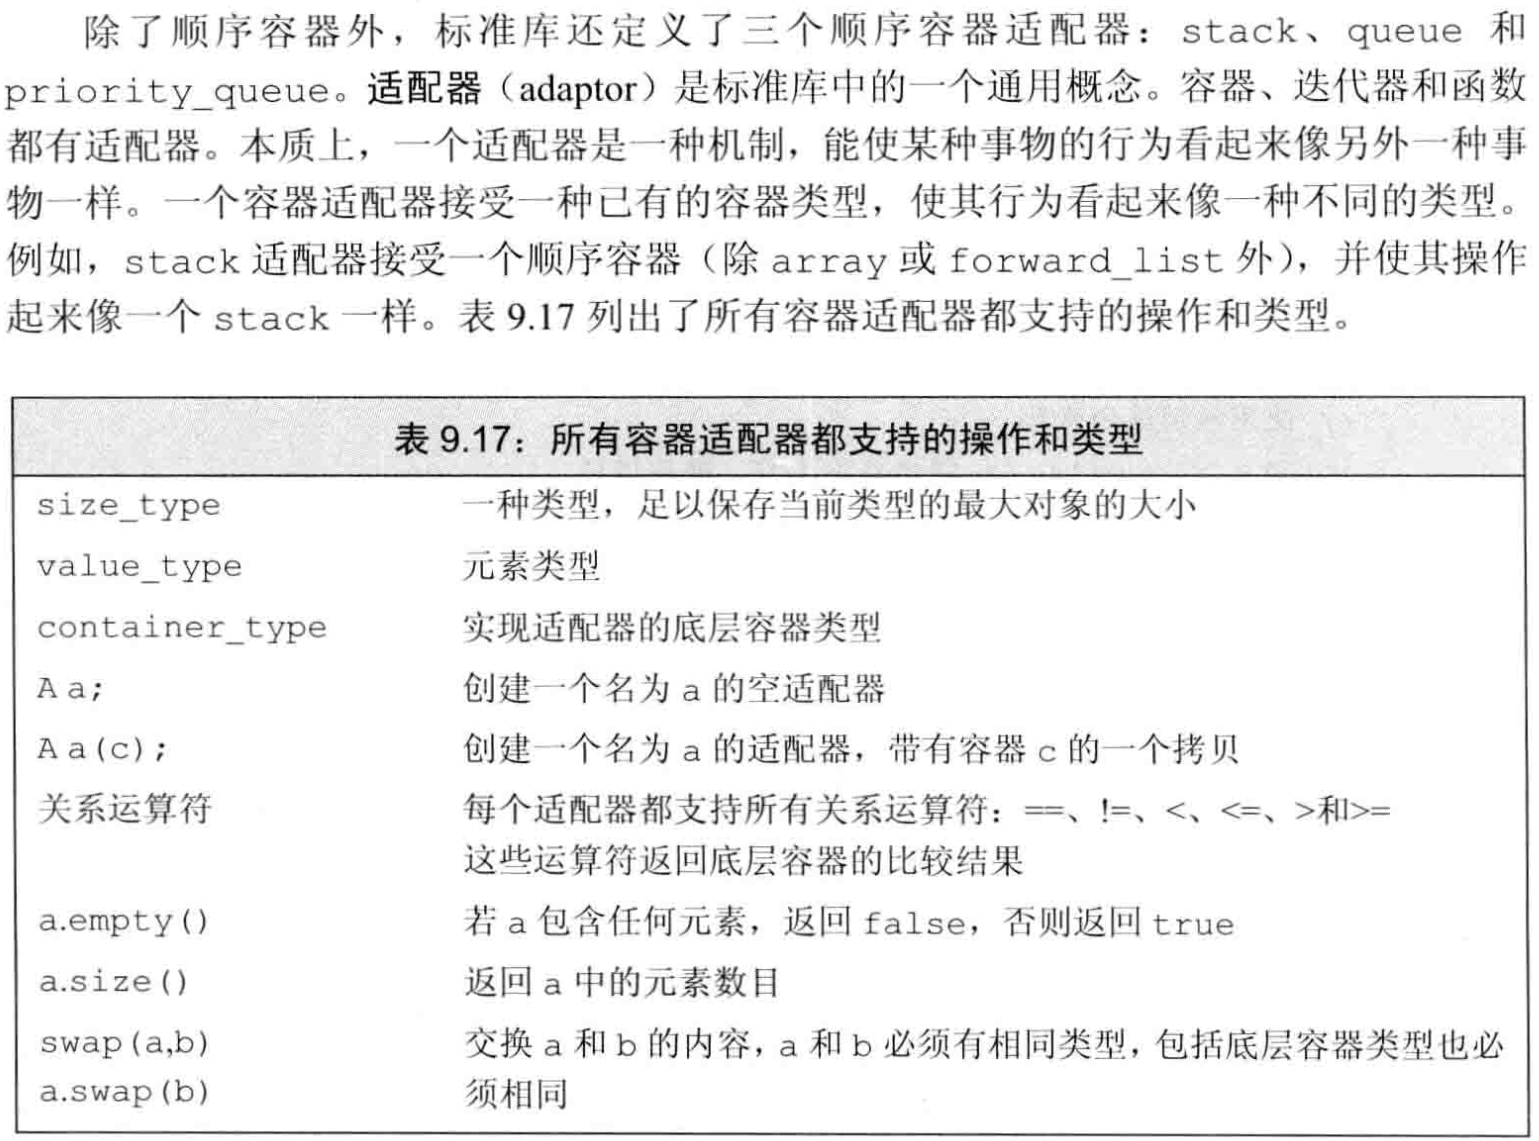 除了顺序容器外，标准库还定义了三个顺序容器适配器：stack、queue 和
priority_queue。适配器（adaptor）是标准库中的一个通用概念。容器、迭代器和函数
都有适配器。本质上，一个适配器是一种机制，能使某种事物的行为看起来像另外一种事
物一样。一个容器适配器接受一种已有的容器类型，使其行为看起来像一种不同的类型。
例如，stack 适配器接受一个顺序容器（除 array 或 forward_list 外），并使其操作
起来像一个 stack 一样。表 9.17 列出了所有容器适配器都支持的操作和类型。
表 9.17：所有容器适配器都支持的操作和类型
size_type 一种类型，足以保存当前类型的最大对象的大小
value_type 元素类型
container_type 实现适配器的底层容器类型
A a; 创建一个名为 a 的空适配器
A a(c); 创建一个名为 a 的适配器，带有容器 c 的一个拷贝
关系运算符 每个适配器都支持所有关系运算符：==、!=、<、<=、>和>=
这些运算符返回底层容器的比较结果
a.empty() 若 a 包含任何元素，返回 false，否则返回 true
a.size() 返回 a 中的元素数目
swap(a,b) 交换 a 和 b 的内容，a 和 b 必须有相同类型，包括底层容器类型也必
a.swap(b) 须相同